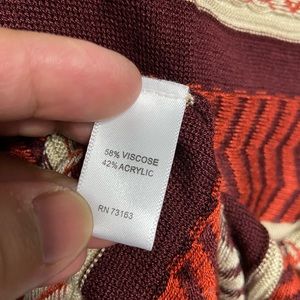 58% VISCOSE
42% ACRYLIC
RN 73163